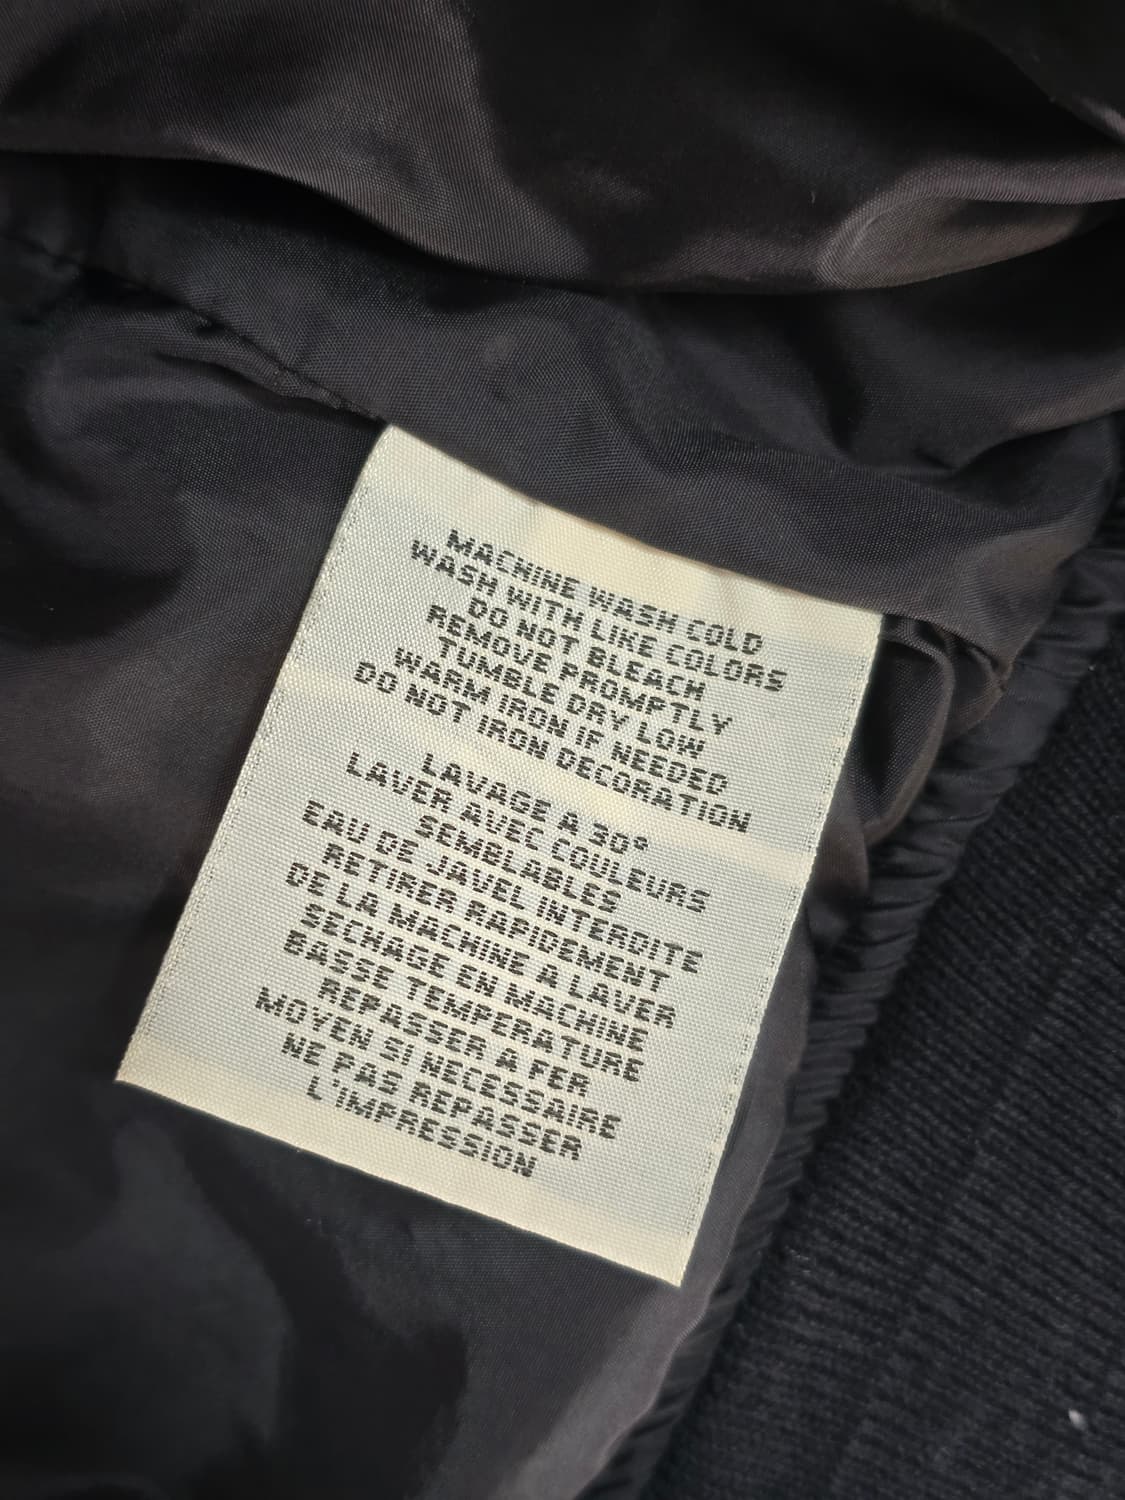 MACHINE WASH COLD
WASH WITH LIKE COLORS
DO NOT BLEACH
REMOVE PROMPTLY
TUMBLE DRY LOW
WARM IRON IF NEEDED
DO NOT IRON DECORATION
LAVAGE A 30°
LAVER AVEC COULEURS
SEMBLABLES
EAU DE JAVEL INTERDITE
RETIRER RAPIDEMENT
DE LA MACHINE A LAVER
SECHAGE EN MACHINE
BASSE TEMPERATURE
REPASSER A FER
MOYEN SI NECESSAIRE
NE PAS REPASSER
L'IMPRESSION